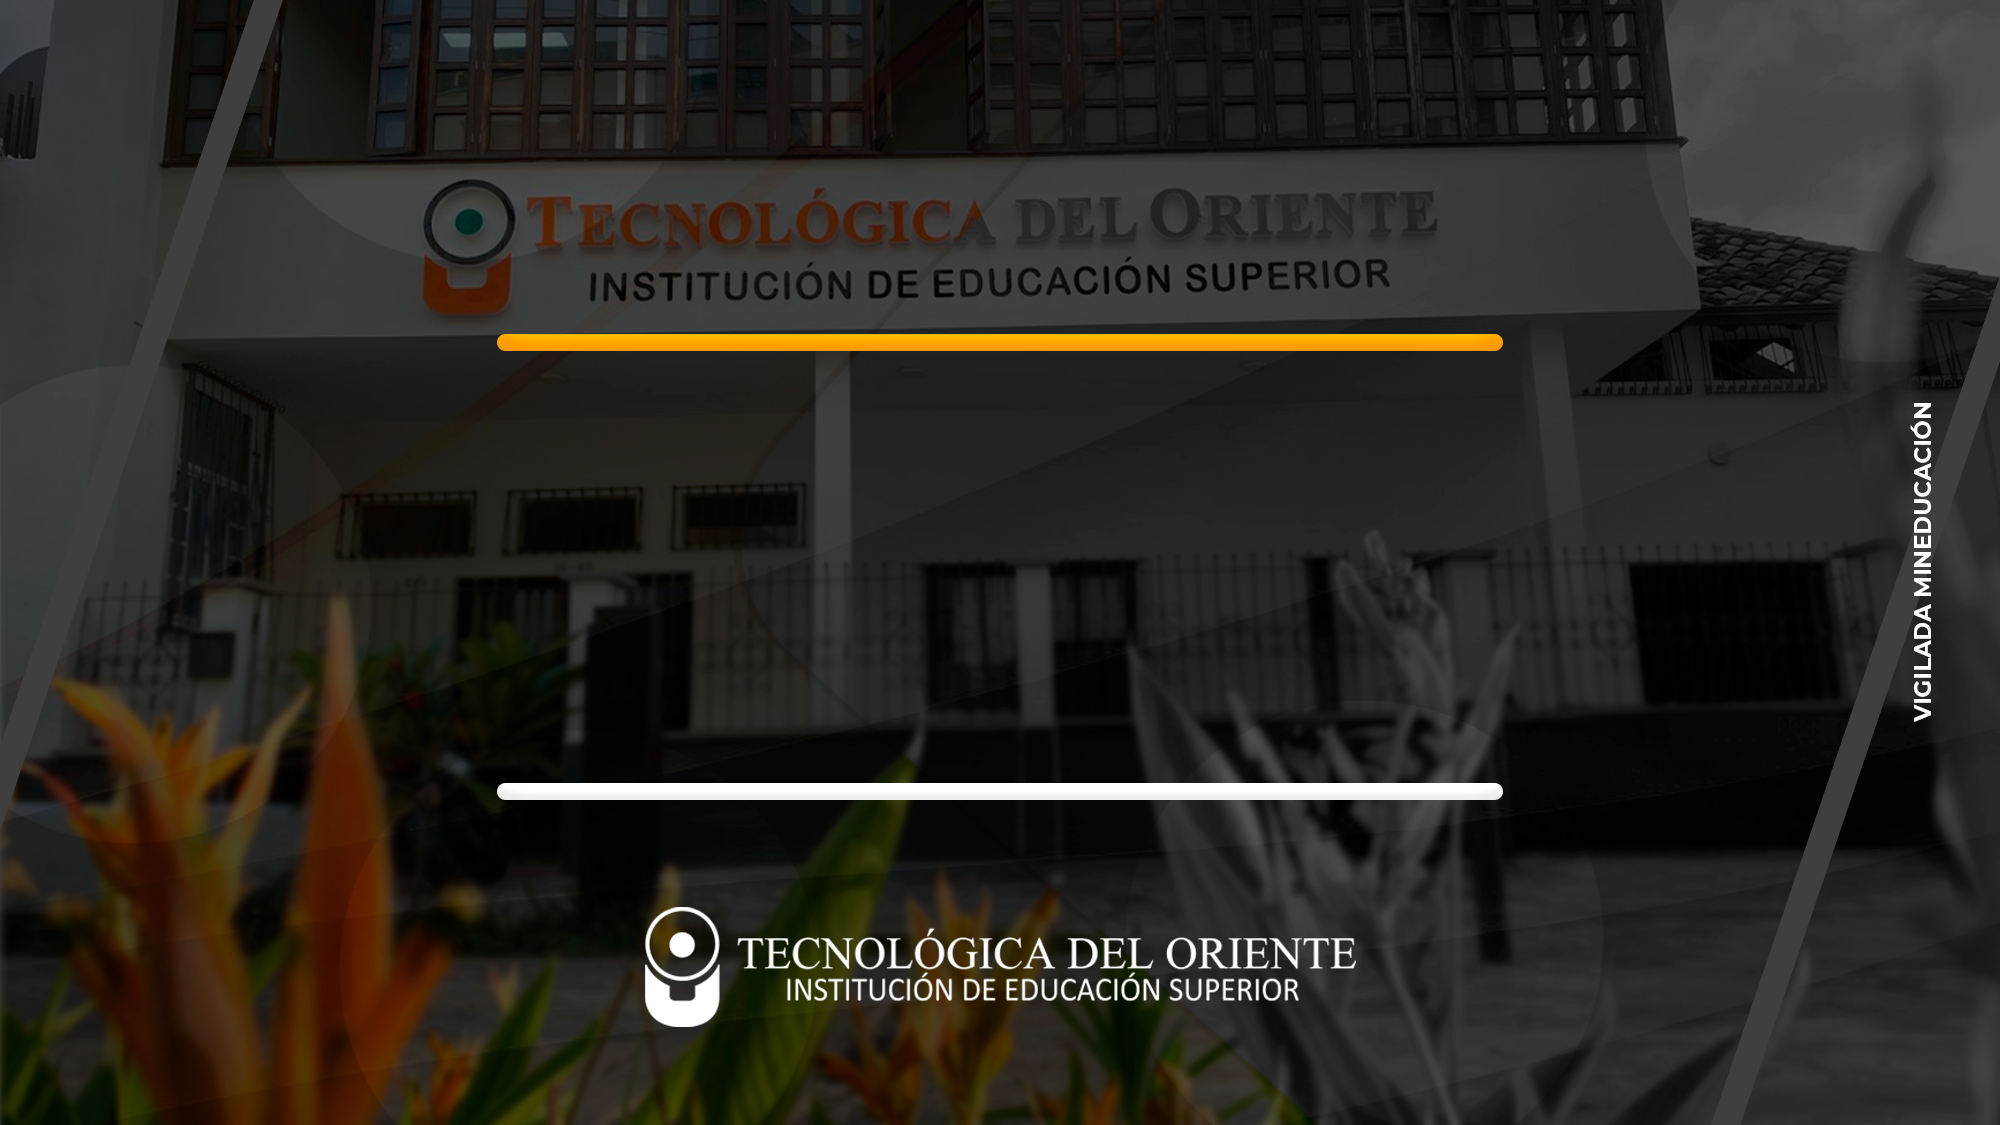 TECNOLÓGICA DEL ORIENTE
INSTITUCIÓN DE EDUCACIÓN SUPERIOR
VIGILADA MINEDUCACIÓN
TECNOLÓGICA DEL ORIENTE
INSTITUCIÓN DE EDUCACIÓN SUPERIOR